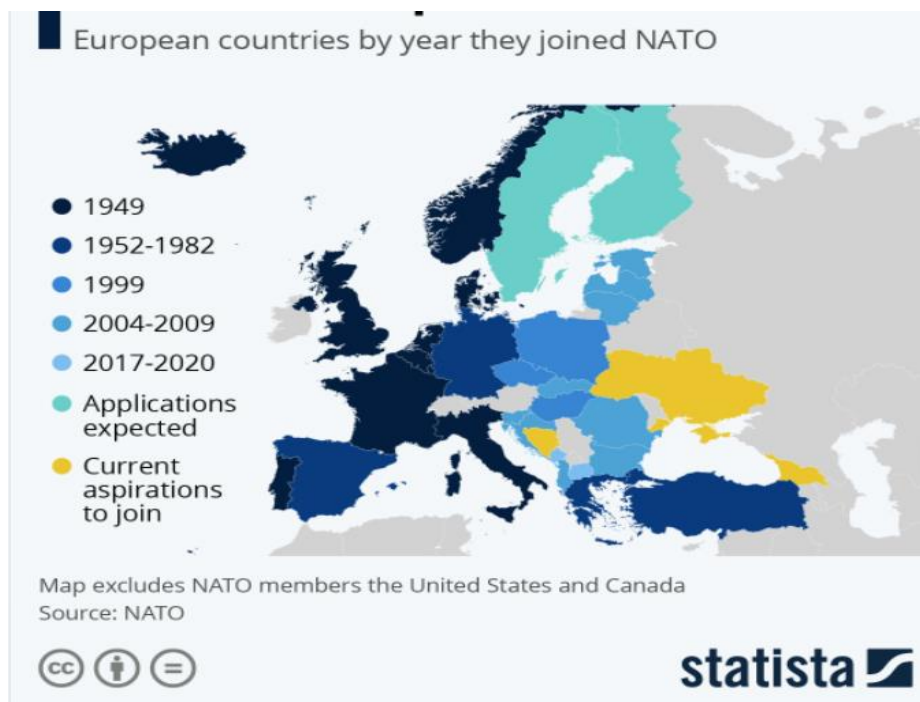 European countries by year they joined NATO
1949
1952-1982
1999
2004-2009
2017-2020
Applications
expected
Current
aspirations
to join
Map excludes NATO members the United States and Canada
Source: NATO
cc
statista